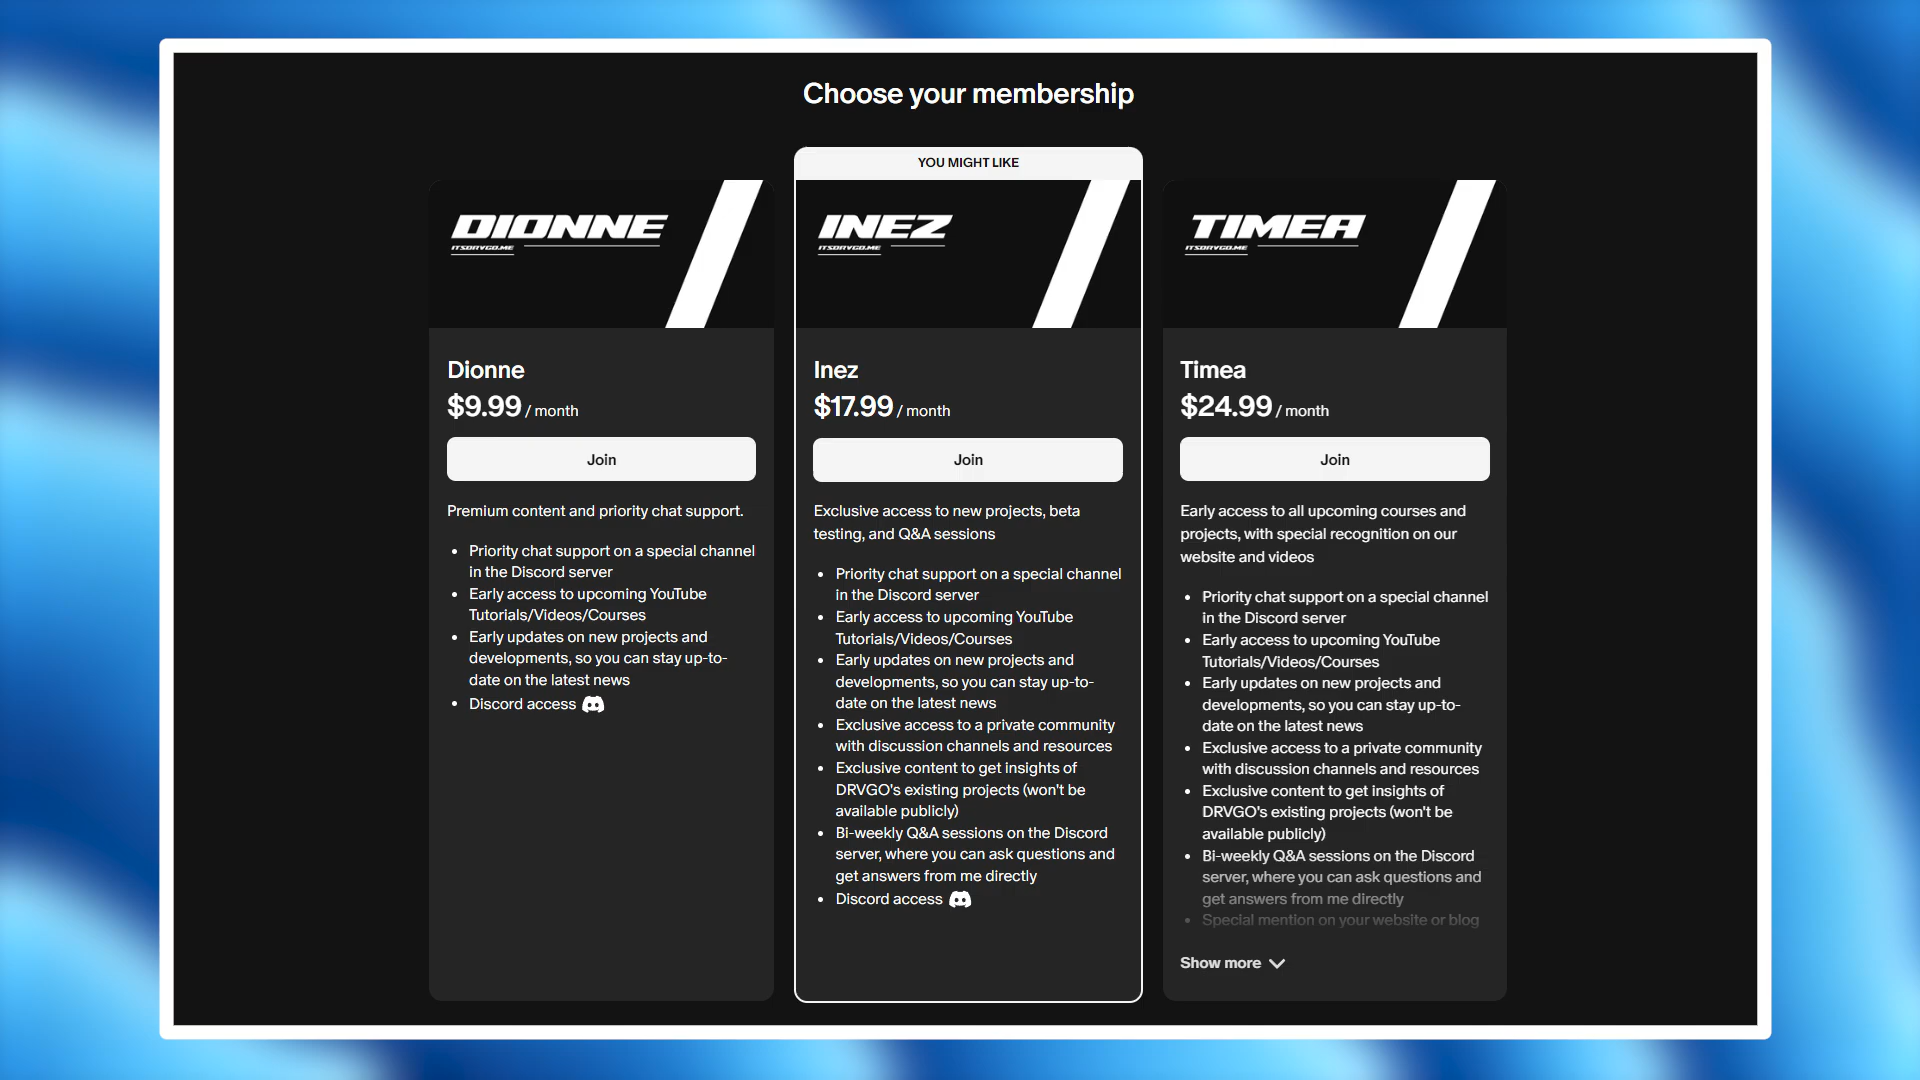 Choose your membership
DIONNE
ITSDRVGO.ME
Dionne
$9.99 / month
Join
Premium content and priority chat support.
• Priority chat support on a special channel
in the Discord server
• Early access to upcoming YouTube
Tutorials/Videos/Courses
• Early updates on new projects and
developments, so you can stay up-to-
date on the latest news
• Discord access
YOU MIGHT LIKE
INEZ
ITSDRVGO.ME
Inez
$17.99 / month
Join
Exclusive access to new projects, beta
testing, and Q&A sessions
• Priority chat support on a special channel
in the Discord server
• Early access to upcoming YouTube
Tutorials/Videos/Courses
• Early updates on new projects and
developments, so you can stay up-to-
date on the latest news
• Exclusive access to a private community
with discussion channels and resources
• Exclusive content to get insights of
DRVGO's existing projects (won't be
available publicly)
• Bi-weekly Q&A sessions on the Discord
server, where you can ask questions and
get answers from me directly
• Discord access
TIMEA
ITSDRVGO.ME
Timea
$24.99 / month
Join
Early access to all upcoming courses and
projects, with special recognition on our
website and videos
• Priority chat support on a special channel
in the Discord server
• Early access to upcoming YouTube
Tutorials/Videos/Courses
• Early updates on new projects and
developments, so you can stay up-to-
date on the latest news
• Exclusive access to a private community
with discussion channels and resources
• Exclusive content to get insights of
DRVGO's existing projects (won't be
available publicly)
• Bi-weekly Q&A sessions on the Discord
server, where you can ask questions and
get answers from me directly
• Special mention on your website or blog
Show more